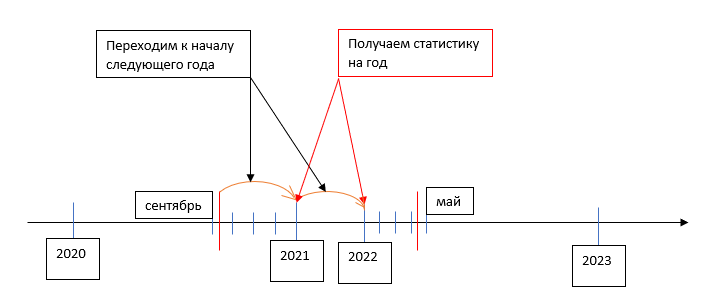 Переходим к началу
следующего года
Получаем статистику
на год
сентябрь
май
2020
2021
2022
2023